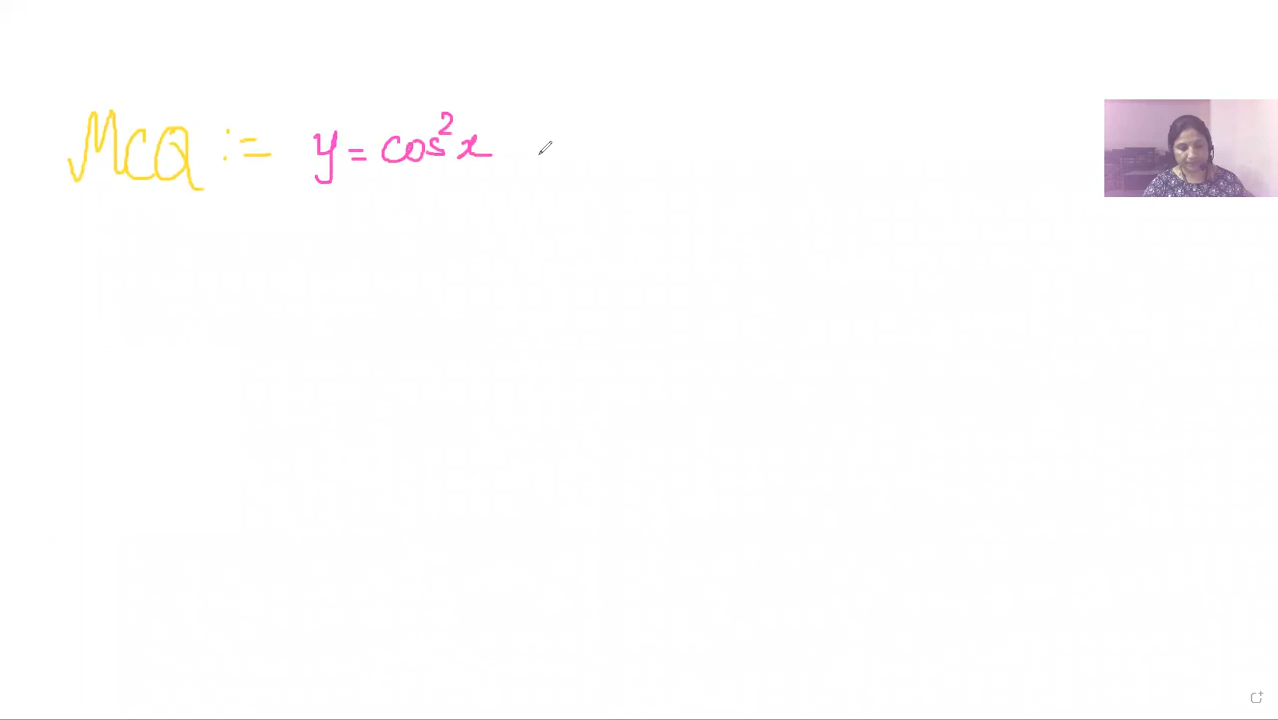 MCQ := y = cos²x